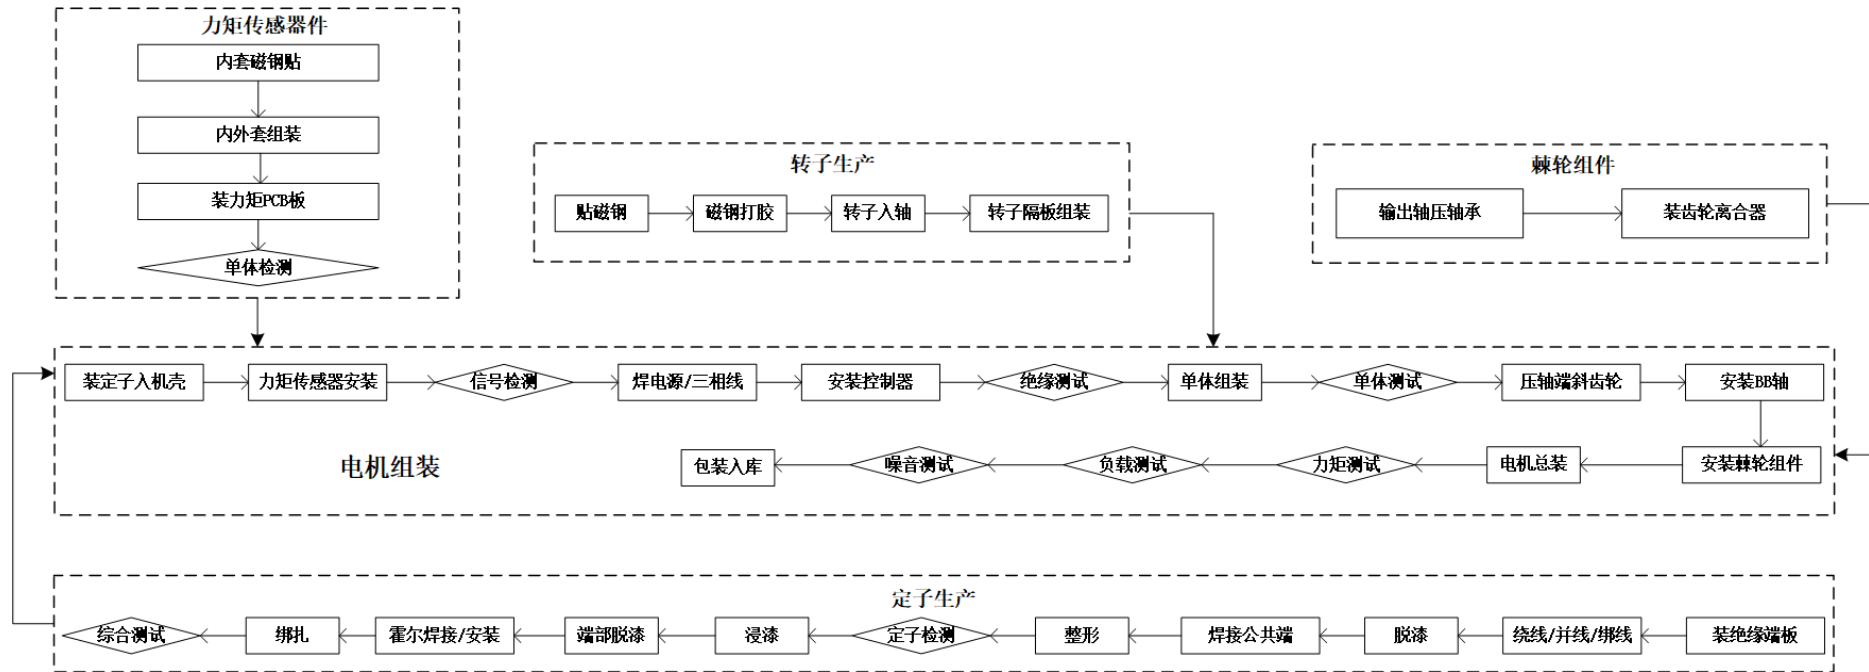 力矩传感器件
内套磁钢贴
内外套组装
装力矩PCB板
单体检测
转子生产
贴磁钢
磁钢打胶
转子入轴
转子隔板组装
棘轮组件
输出轴压轴承
装齿轮离合器
装定子入机壳
力矩传感器安装
信号检测
焊电源/三相线
安装控制器
绝缘测试
单体组装
单体测试
压轴端斜齿轮
安装BB轴
电机组装
包装入库
噪音测试
负载测试
力矩测试
电机总装
安装棘轮组件
定子生产
综合测试
绑扎
霍尔焊接/安装
端部脱漆
浸漆
定子检测
整形
焊接公共端
脱漆
绕线/并线/绑线
装绝缘端板